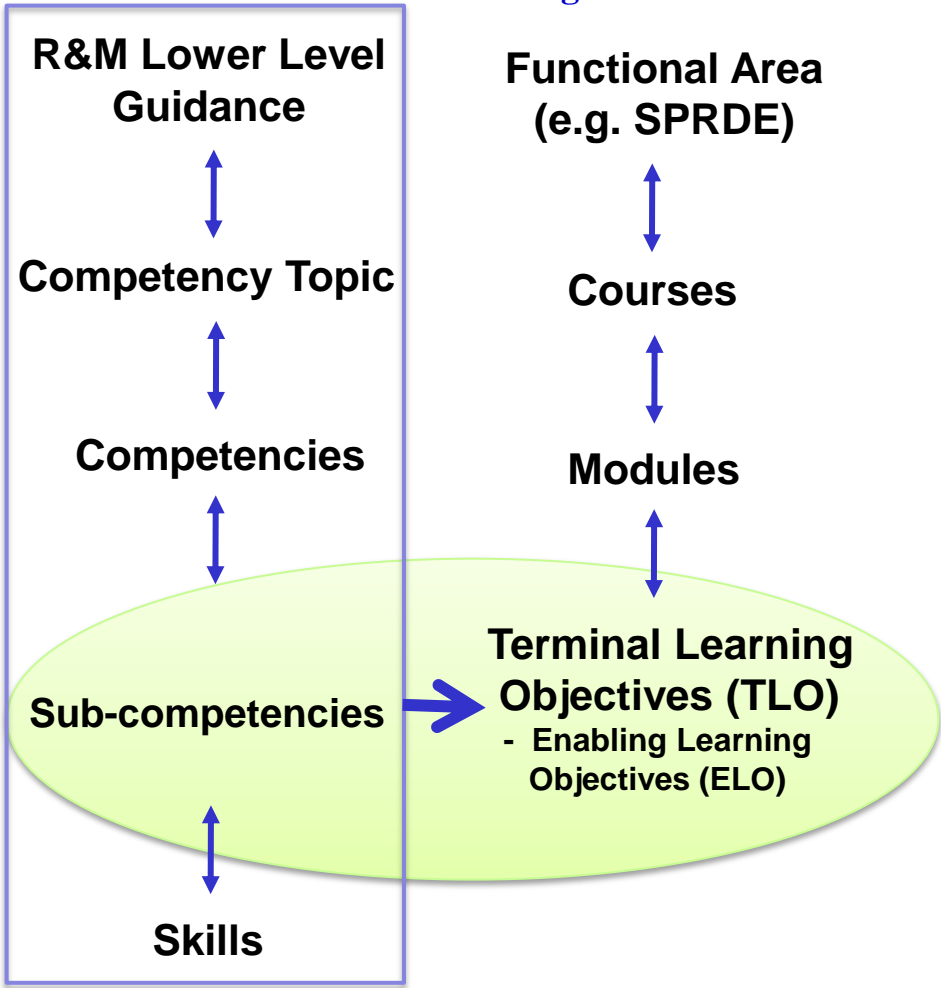 R&M Lower Level
Guidance
Competency Topic
Competencies
Sub-competencies
Skills
Functional Area
(e.g. SPRDE)
Courses
Modules
Terminal Learning
Objectives (TLO)
- Enabling Learning
Objectives (ELO)